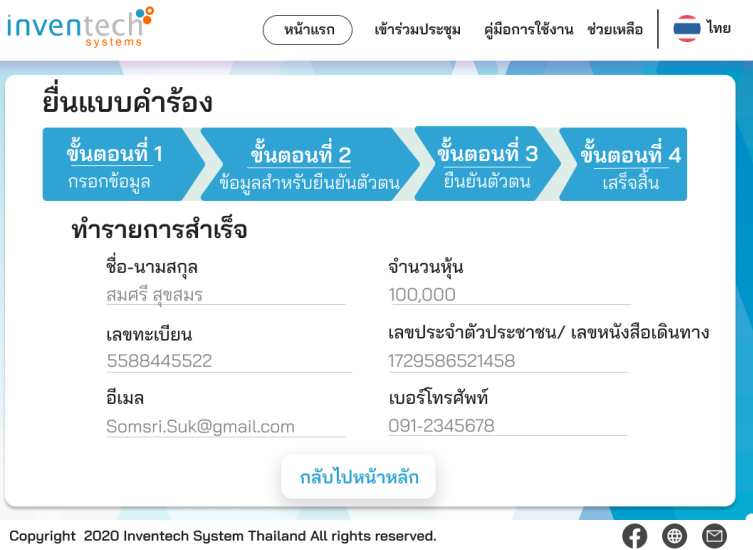 inventech
systems
หน้าแรก เข้าร่วมประชุม คู่มือการใช้งาน ช่วยเหลือ ไทย
ยื่นแบบคำร้อง
ขั้นตอนที่ 1 ขั้นตอนที่ 2 ขั้นตอนที่ 3 ขั้นตอนที่ 4
กรอกข้อมูล ข้อมูลสำหรับยืนยันตัวตน ยืนยันตัวตน เสร็จสิ้น
ทำรายการสำเร็จ
ชื่อ-นามสกุล จำนวนหุ้น
สมศรี สุขสมร 100,000
เลขทะเบียน เลขประจำตัวประชาชน/ เลขหนังสือเดินทาง
5588445522 1729586521458
อีเมล เบอร์โทรศัพท์
Somsri.Suk@gmail.com 091-2345678
กลับไปหน้าหลัก
Copyright 2020 Inventech System Thailand All rights reserved.